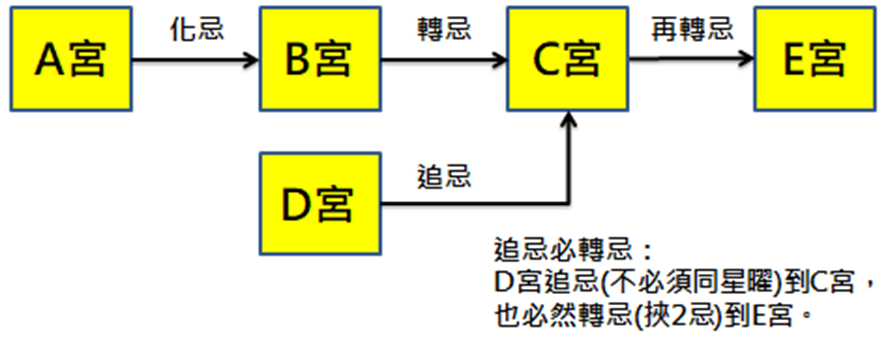 化忌 轉忌 再轉忌
A宮 B宮 C宮 E宮
D宮 追忌
追忌必轉忌：
D宮追忌(不必須同星曜)到C宮，
也必然轉忌(挾2忌)到E宮。